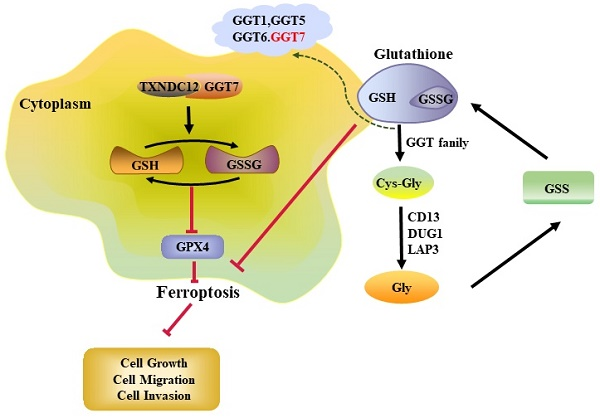 GGT1,GGT5
GGT6.GGT7
Glutathione
Cytoplasm
TXNDC12 GGT7
GSH
GSSG
GGT fanily
GSH
GSSG
Cys-Gly
GSS
CD13
DUG1
LAP3
GPX4
Ferroptosis
Gly
Cell Growth
Cell Migration
Cell Invasion